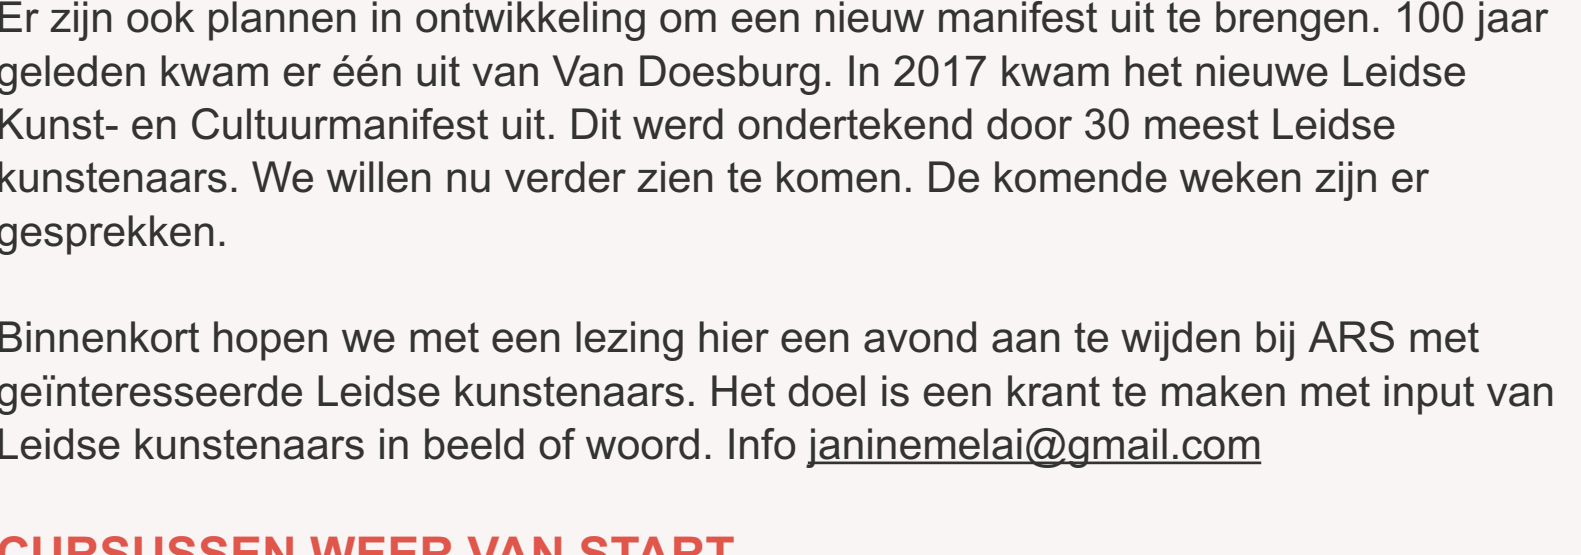 Er zijn ook plannen in ontwikkeling om een nieuw manifest uit te brengen. 100 jaar
geleden kwam er één uit van Van Doesburg. In 2017 kwam het nieuwe Leidse
Kunst- en Cultuurmanifest uit. Dit werd ondertekend door 30 meest Leidse
kunstenaars. We willen nu verder zien te komen. De komende weken zijn er
gesprekken.
Binnenkort hopen we met een lezing hier een avond aan te wijden bij ARS met
geïnteresseerde Leidse kunstenaars. Het doel is een krant te maken met input van
Leidse kunstenaars in beeld of woord. Info janinemelai@gmail.com
CURSUSSEN WEER VAN START